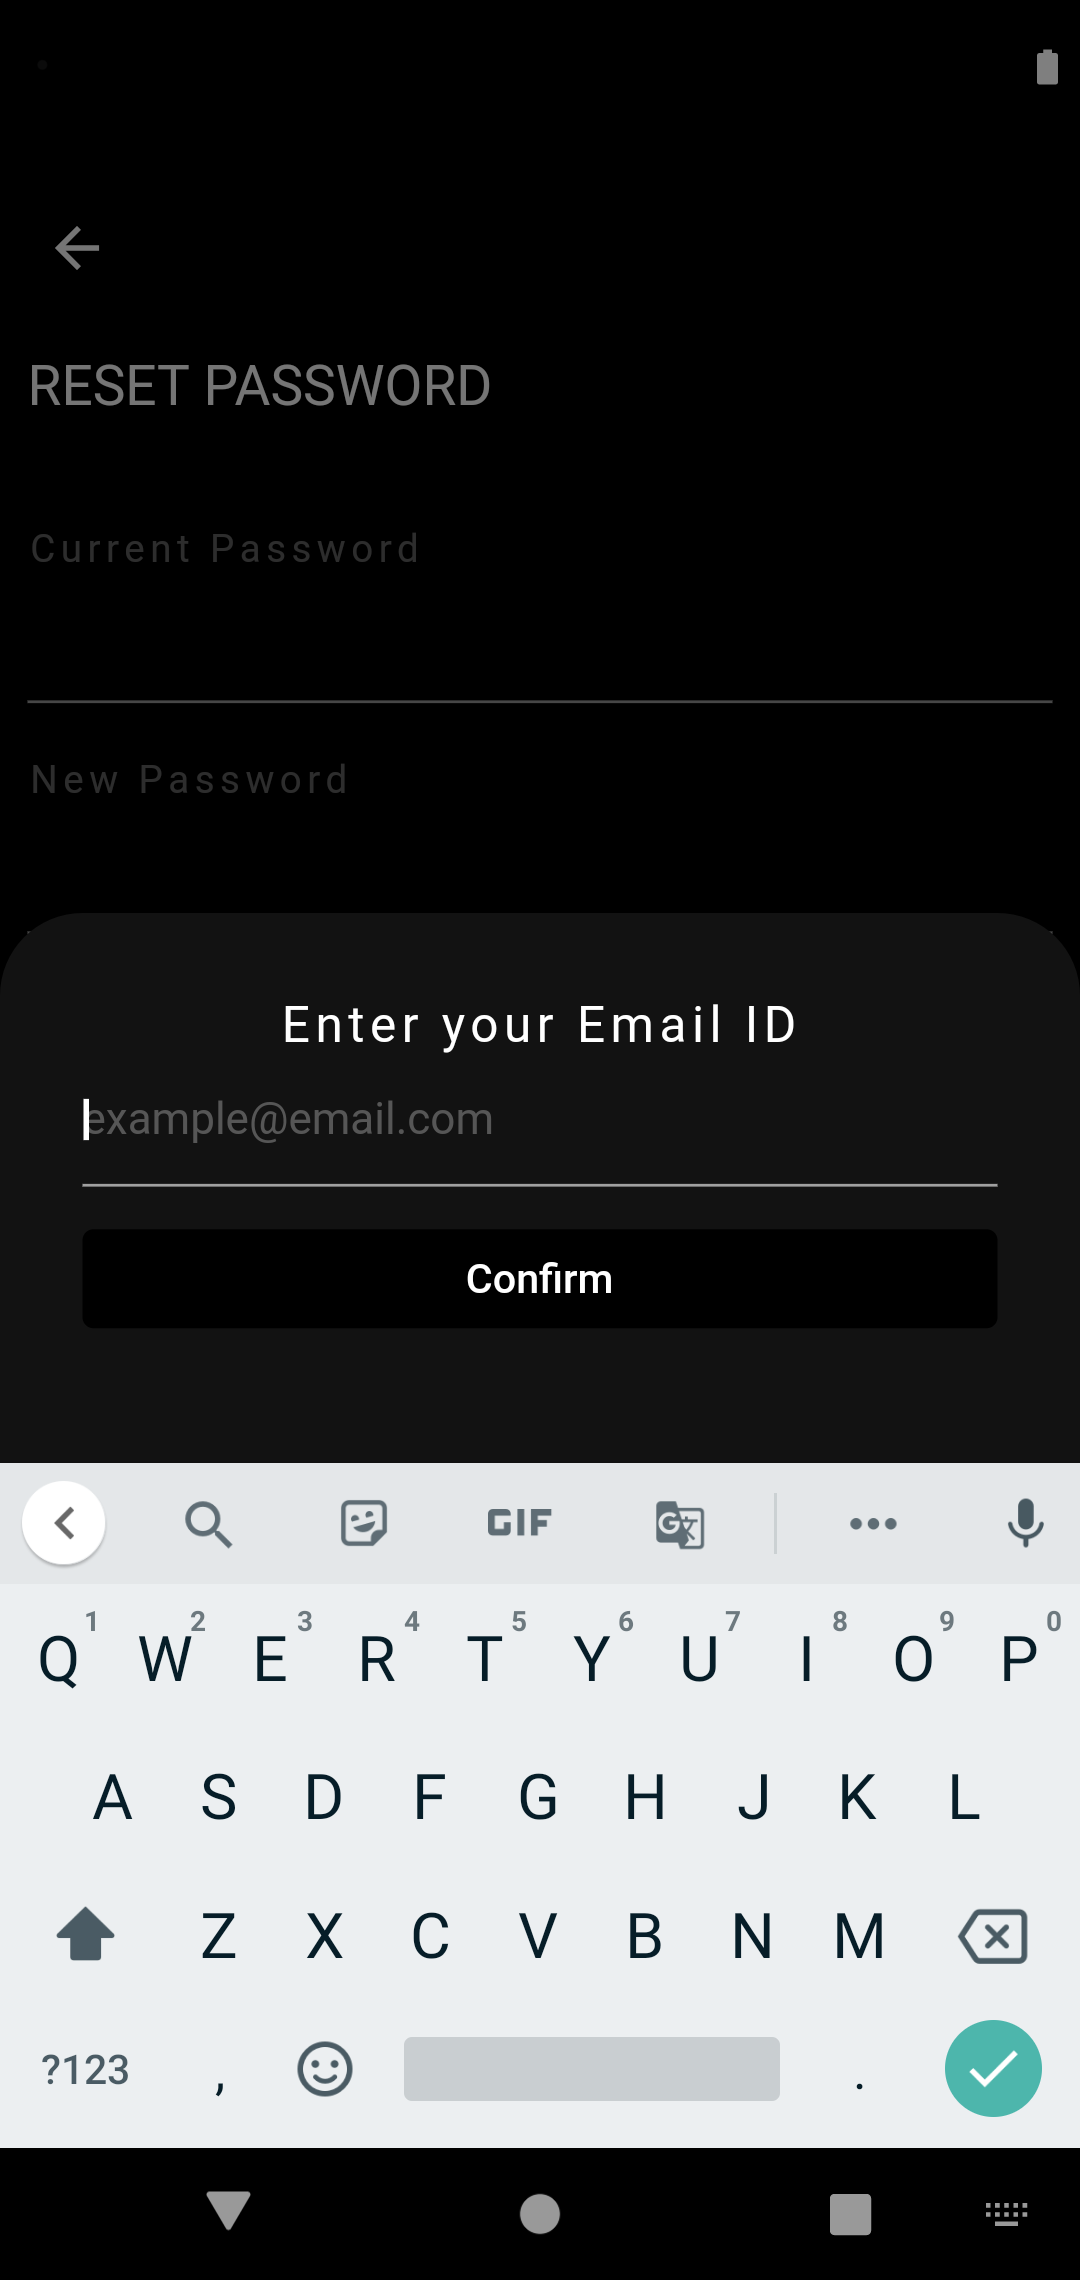 RESET PASSWORD
Current Password
New Password
Enter your Email ID
example@email.com
Confirm
GIF
1 2 3 4 5 6 7 8 9 0
Q W E R T Y U I O P
A S D F G H J K L
Z X C V B N M
?123 , .